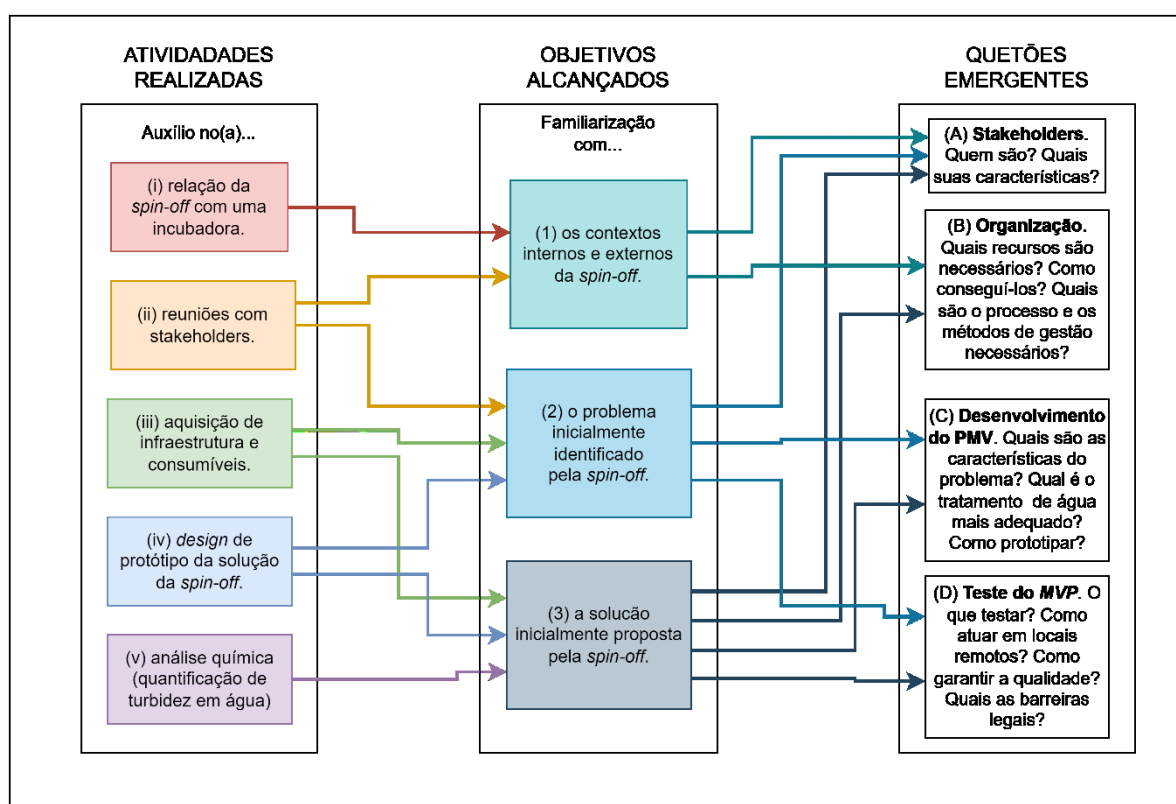 ATIVIDADADES
REALIZADAS
Auxílio no(a)...
(i) relação da
spin-off com uma
incubadora.
(ii) reuniões com
stakeholders.
(iii) aquisição de
infraestrutura e
consumíveis.
(iv) design de
protótipo da solução
da spin-off.
(v) análise química
(quantificação de
turbidez em água)
OBJETIVOS
ALCANÇADOS
Familiarização
com...
(1) os contextos
internos e externos
da spin-off.
(2) o problema
inicialmente
identificado
pela spin-off.
(3) a solucão
inicialmente proposta
pela spin-off.
QUETÕES
EMERGENTES
(A) Stakeholders.
Quem são? Quais
suas características?
(B) Organização.
Quais recursos são
necessários? Como
conseguí-los? Quais
são o processo e os
métodos de gestão
necessários?
(C) Desenvolvimento
do PMV. Quais são as
características do
problema? Qual é o
tratamento de água
mais adequado?
Como prototipar?
(D) Teste do MVP. O
que testar? Como
atuar em locais
remotos? Como
garantir a qualidade?
Quais as barreiras
legais?